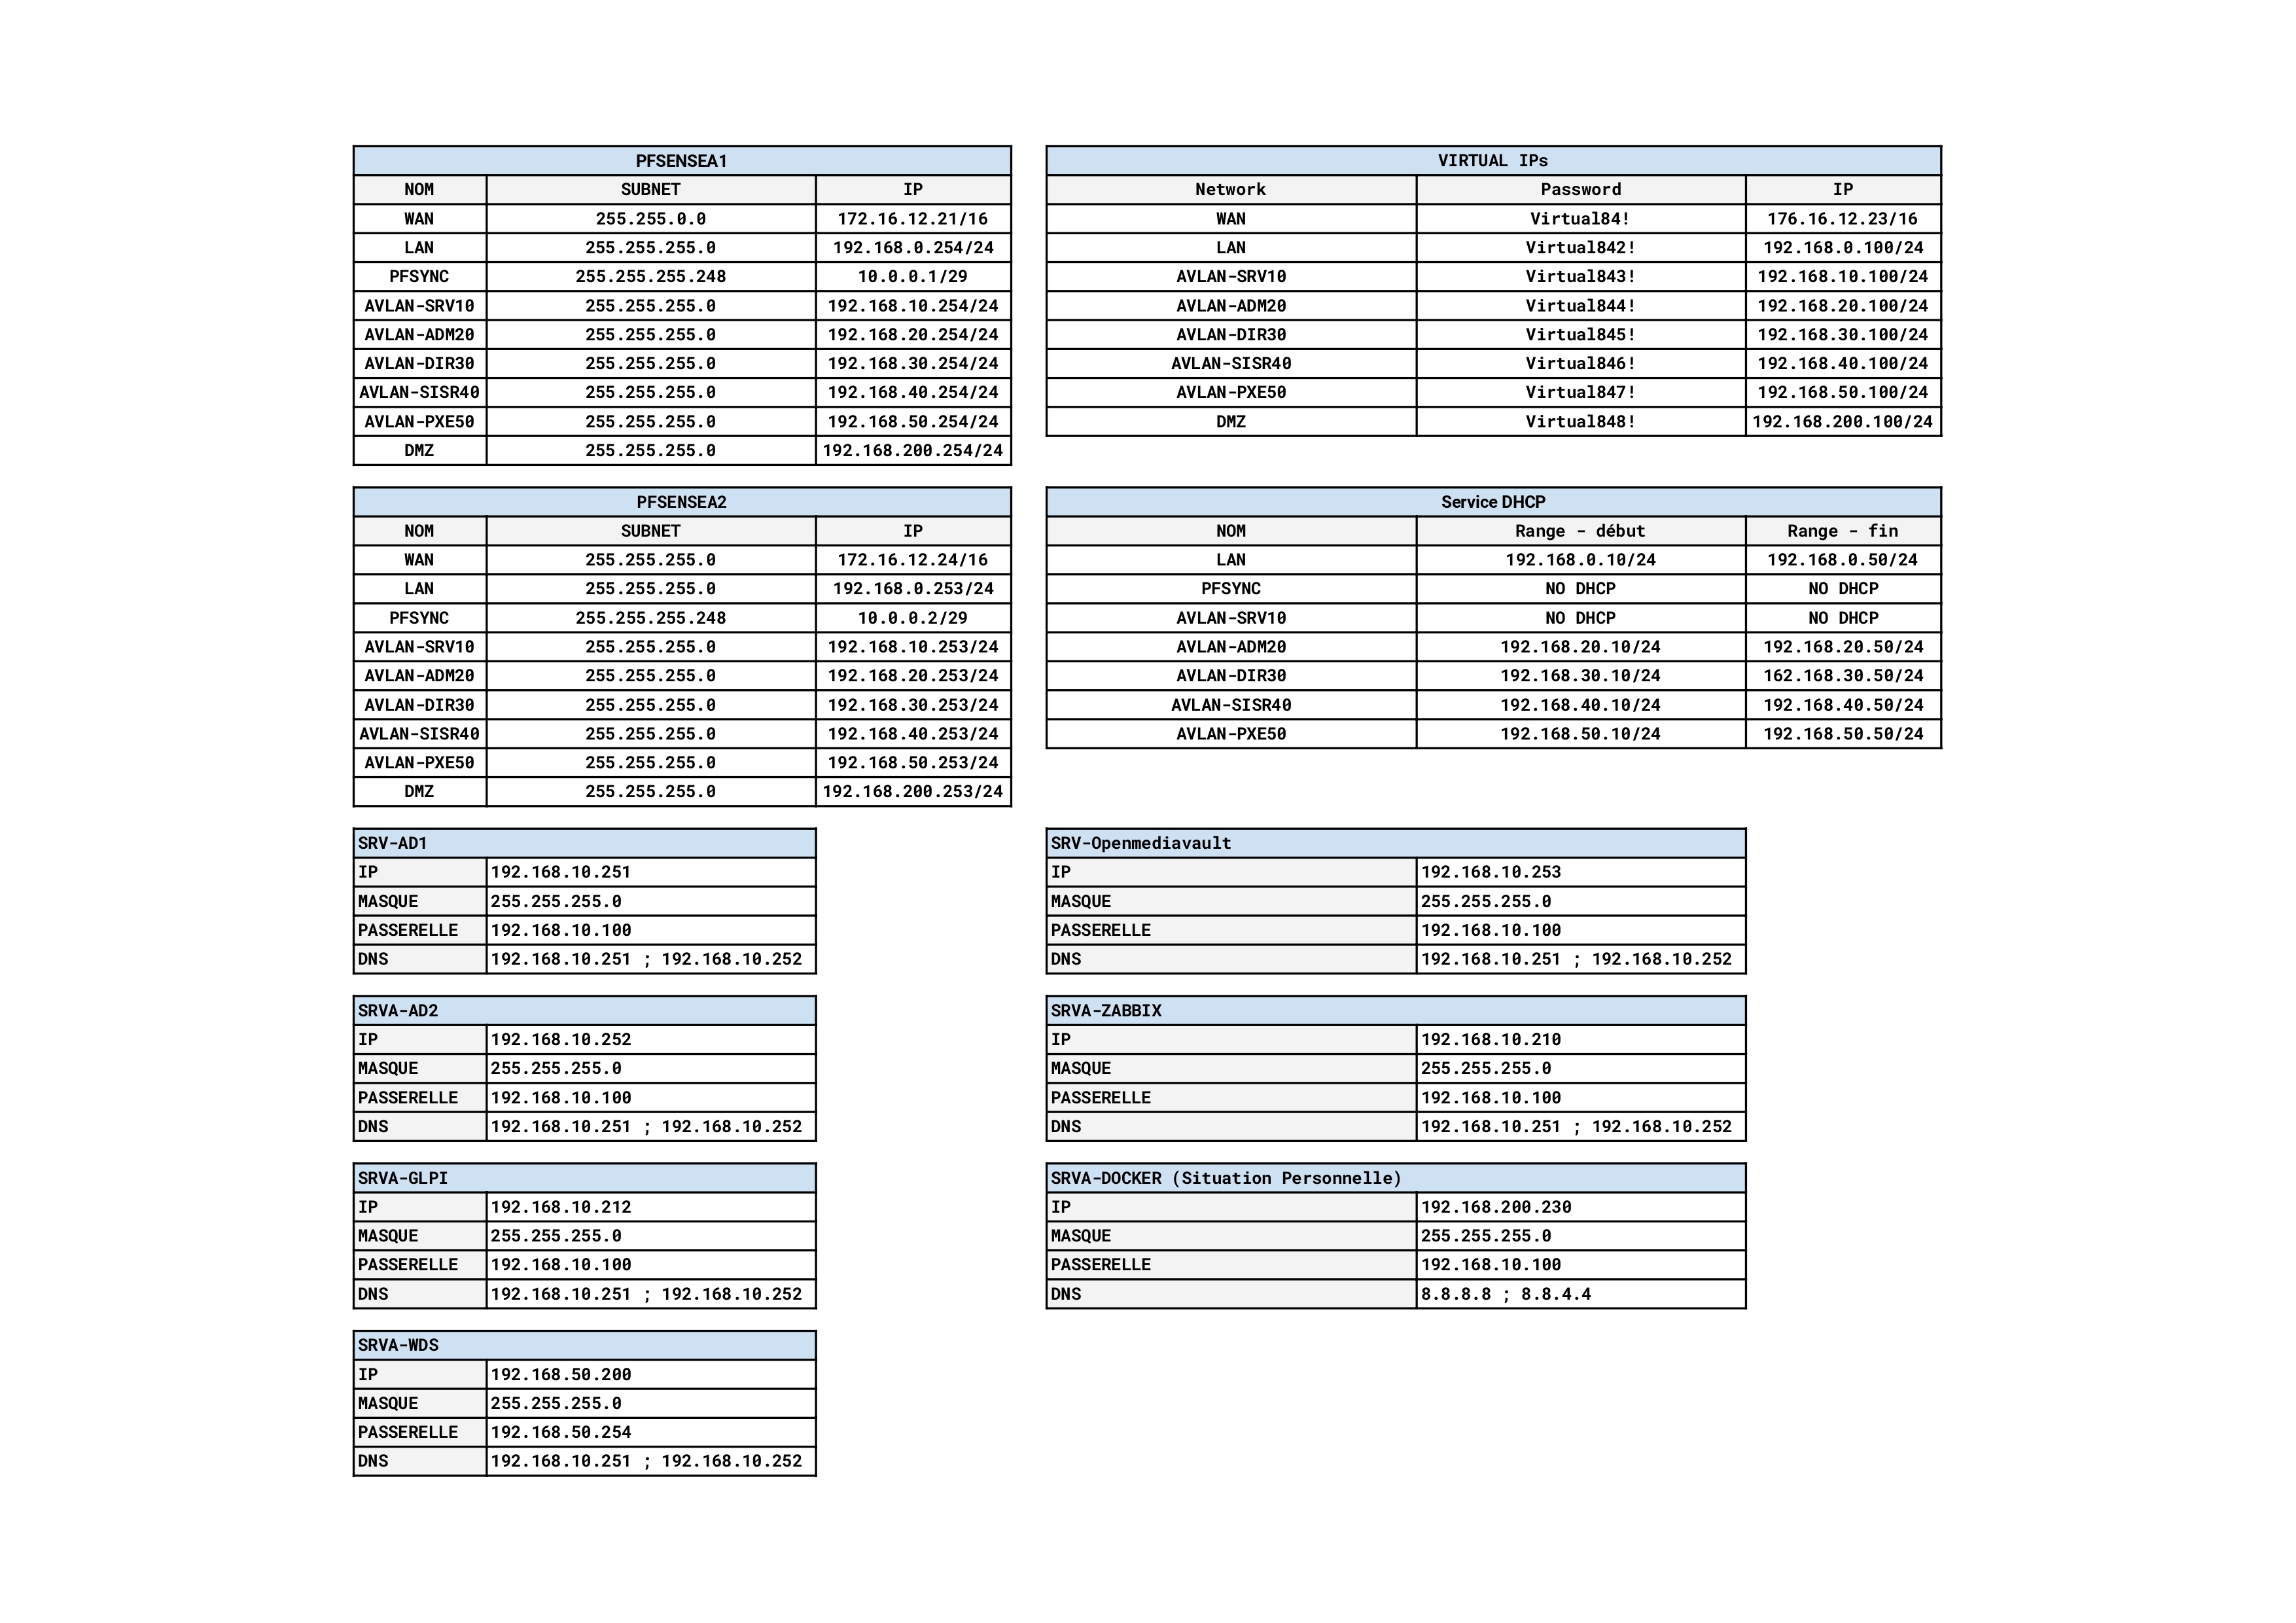 PFSENSEA1
NOM SUBNET IP
WAN 255.255.0.0 172.16.12.21/16
LAN 255.255.255.0 192.168.0.254/24
PFSYNC 255.255.255.248 10.0.0.1/29
AVLAN-SRV10 255.255.255.0 192.168.10.254/24
AVLAN-ADM20 255.255.255.0 192.168.20.254/24
AVLAN-DIR30 255.255.255.0 192.168.30.254/24
AVLAN-SISR40 255.255.255.0 192.168.40.254/24
AVLAN-PXE50 255.255.255.0 192.168.50.254/24
DMZ 255.255.255.0 192.168.200.254/24
VIRTUAL IPs
Network Password IP
WAN Virtual84! 176.16.12.23/16
LAN Virtual842! 192.168.0.100/24
AVLAN-SRV10 Virtual843! 192.168.10.100/24
AVLAN-ADM20 Virtual844! 192.168.20.100/24
AVLAN-DIR30 Virtual845! 192.168.30.100/24
AVLAN-SISR40 Virtual846! 192.168.40.100/24
AVLAN-PXE50 Virtual847! 192.168.50.100/24
DMZ Virtual848! 192.168.200.100/24
PFSENSEA2
NOM SUBNET IP
WAN 255.255.255.0 172.16.12.24/16
LAN 255.255.255.0 192.168.0.253/24
PFSYNC 255.255.255.248 10.0.0.2/29
AVLAN-SRV10 255.255.255.0 192.168.10.253/24
AVLAN-ADM20 255.255.255.0 192.168.20.253/24
AVLAN-DIR30 255.255.255.0 192.168.30.253/24
AVLAN-SISR40 255.255.255.0 192.168.40.253/24
AVLAN-PXE50 255.255.255.0 192.168.50.253/24
DMZ 255.255.255.0 192.168.200.253/24
Service DHCP
NOM Range - début Range - fin
LAN 192.168.0.10/24 192.168.0.50/24
PFSYNC NO DHCP NO DHCP
AVLAN-SRV10 NO DHCP NO DHCP
AVLAN-ADM20 192.168.20.10/24 192.168.20.50/24
AVLAN-DIR30 192.168.30.10/24 162.168.30.50/24
AVLAN-SISR40 192.168.40.10/24 192.168.40.50/24
AVLAN-PXE50 192.168.50.10/24 192.168.50.50/24
SRV-AD1
IP 192.168.10.251
MASQUE 255.255.255.0
PASSERELLE 192.168.10.100
DNS 192.168.10.251 ; 192.168.10.252
SRV-Openmediavault
IP 192.168.10.253
MASQUE 255.255.255.0
PASSERELLE 192.168.10.100
DNS 192.168.10.251 ; 192.168.10.252
SRVA-AD2
IP 192.168.10.252
MASQUE 255.255.255.0
PASSERELLE 192.168.10.100
DNS 192.168.10.251 ; 192.168.10.252
SRVA-ZABBIX
IP 192.168.10.210
MASQUE 255.255.255.0
PASSERELLE 192.168.10.100
DNS 192.168.10.251 ; 192.168.10.252
SRVA-GLPI
IP 192.168.10.212
MASQUE 255.255.255.0
PASSERELLE 192.168.10.100
DNS 192.168.10.251 ; 192.168.10.252
SRVA-DOCKER (Situation Personnelle)
IP 192.168.200.230
MASQUE 255.255.255.0
PASSERELLE 192.168.10.100
DNS 8.8.8.8 ; 8.8.4.4
SRVA-WDS
IP 192.168.50.200
MASQUE 255.255.255.0
PASSERELLE 192.168.50.254
DNS 192.168.10.251 ; 192.168.10.252